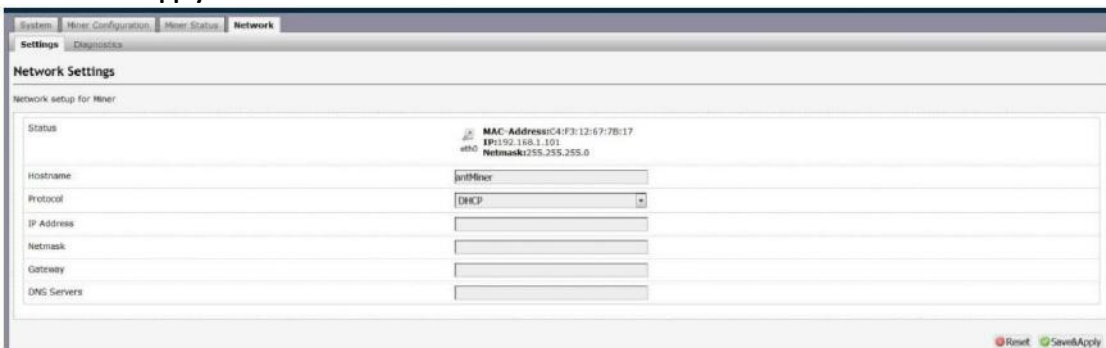 System Miner Configuration Miner Status Network
Settings Diagnostics
Network Settings
Network setup for Miner
Status
MAC-Address:C4:F3:12:67:7B:17
IP:192.168.1.101
eth0
Netmask:255.255.255.0
Hostname antMiner
Protocol DHCP
IP Address
Netmask
Gateway
DNS Servers
Reset Save&Apply